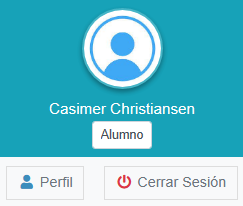 Casimer Christiansen
Alumno
Perfil Cerrar Sesión